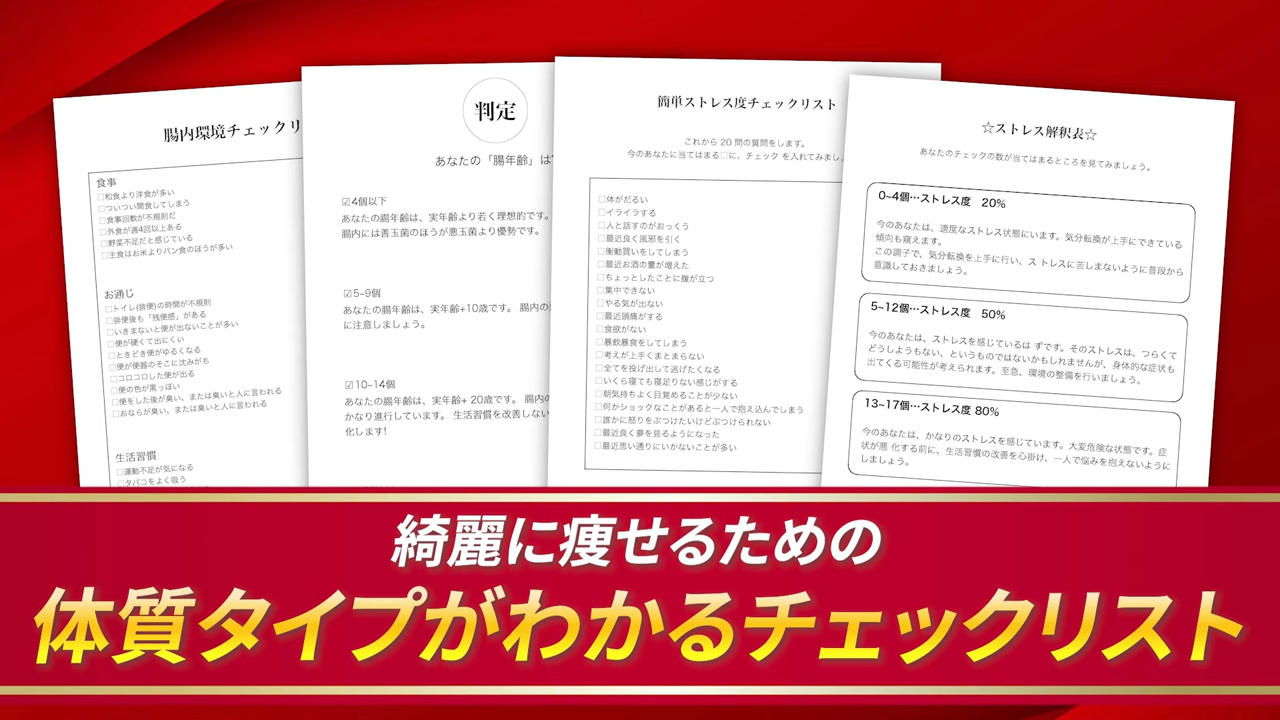 腸内環境チェックリ
食事
□和食より洋食が多い
□ついつい間食してしまう
□食事回数が不規則だ
□外食が週4回以上ある
□野菜不足だと感じている
□主食はお米よりパン食のほうが多い
お通じ
□トイレ(排便)の時間が不規則
□排便後も「残便感」がある
□いきまないと便が出ないことが多い
□便が硬くて出にくい
□ときどき便がゆるくなる
□便が便器のそこに沈みがち
□コロコロした便が出る
□便の色が黒っぽい
□便をした後が臭い、または臭いと人に言われる
□おならが臭い、または臭いと人に言われる
生活習慣
□運動不足が気になる
□タバコをよく吸う
判定
あなたの「腸年齢」は
☑4個以下
あなたの腸年齢は、実年齢より若く理想的です。
腸内には善玉菌のほうが悪玉菌より優勢です。
☑5~9個
あなたの腸年齢は、実年齢+10歳です。 腸内の
に注意しましょう。
☑10~14個
あなたの腸年齢は、実年齢+ 20歳です。 腸内の
かなり進行しています。 生活習慣を改善しない
化します!
簡単ストレス度チェックリスト
これから 20 問の質問をします。
今のあなたに当てはまる□に、チェック を入れてみまし
□体がだるい
□イライラする
□人と話すのがおっくう
□最近良く風邪を引く
□衝動買いをしてしまう
□最近お酒の量が増えた
□ちょっとしたことに腹が立つ
□集中できない
□やる気が出ない
□最近頭痛がする
□食欲がない
□暴飲暴食をしてしまう
□考えが上手くまとまらない
□全てを投げ出して逃げたくなる
□いくら寝ても寝足りない感じがする
□朝気持ちよく目覚めることが少ない
□何かショックなことがあると一人で抱え込んでしまう
□誰かに怒りをぶつけたいけどぶつけられない
□最近良く夢を見るようになった
□最近思い通りにいかないことが多い
☆ストレス解釈表☆
あなたのチェックの数が当てはまるところを見てみましょう。
0~4個…ストレス度 20%
今のあなたは、適度なストレス状態にいます。気分転換が上手にできている
傾向も窺えます。
この調子で、気分転換を上手に行い、ス トレスに苦しまないように普段から
意識しておきましょう。
5~12個…ストレス度 50%
今のあなたは、ストレスを感じているは ずです。そのストレスは、つらくて
どうしようもない、というものではないかもしれませんが、身体的な症状も
出てくる可能性が考えられます。至急、環境の整備を行いましょう。
13~17個…ストレス度 80%
今のあなたは、かなりのストレスを感じています。大変危険な状態です。症
状が悪 化する前に、生活習慣の改善を心掛け、一人で悩みを抱えないように
しましょう。
綺麗に痩せるための
体質タイプがわかるチェックリスト